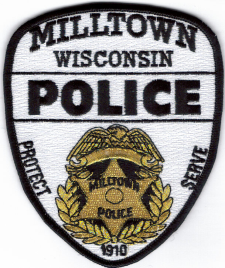 MILLTOWN
WISCONSIN
POLICE
PROTECT
SERVE
MILLTOWN
POLICE
1910